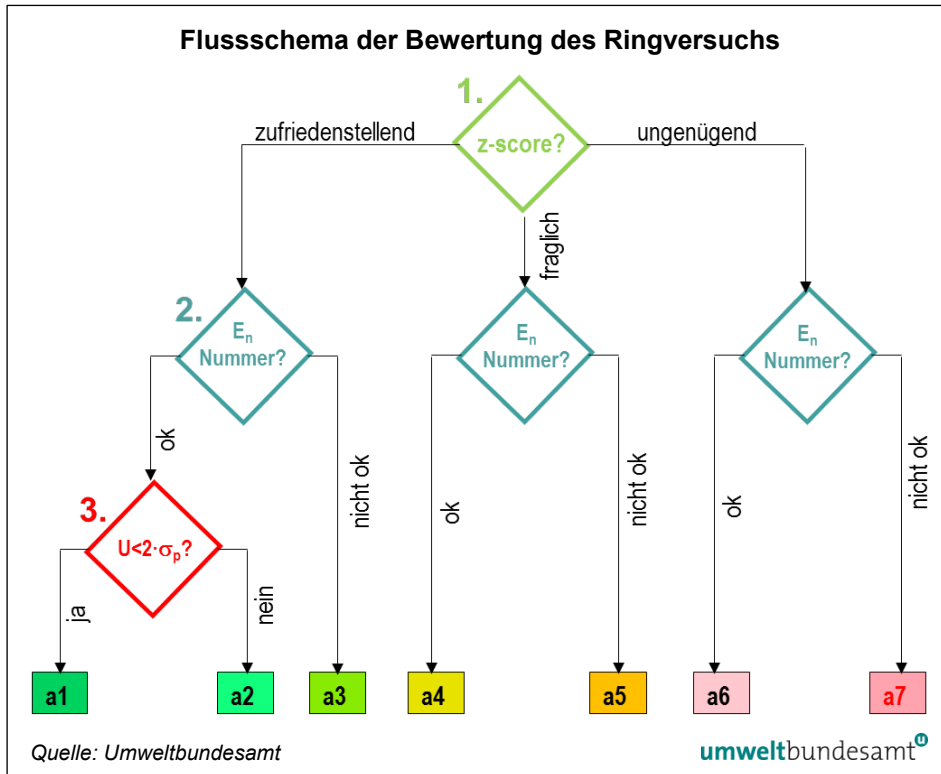 Flussschema der Bewertung des Ringversuchs
1.
z-score?
zufriedenstellend
ungenügend
fraglich
2.
Eₙ
Nummer?
Eₙ
Nummer?
Eₙ
Nummer?
ok
nicht ok
ok
nicht ok
ok
nicht ok
3.
U<2·σₚ?
ja
nein
a1
a2
a3
a4
a5
a6
a7
Quelle: Umweltbundesamt
umweltbundesamt
u